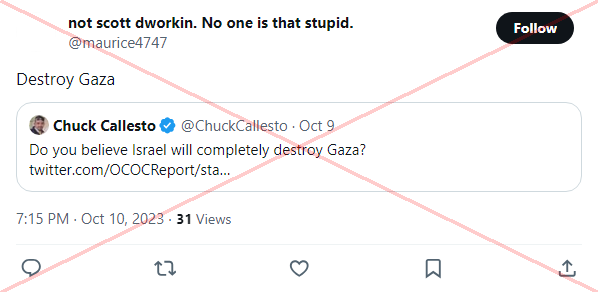 not scott dworkin. No one is that stupid.
@maurice4747
Follow
Destroy Gaza
Chuck Callesto @ChuckCallesto · Oct 9
Do you believe Israel will completely destroy Gaza?
twitter.com/OCOCReport/sta...
7:15 PM · Oct 10, 2023 · 31 Views